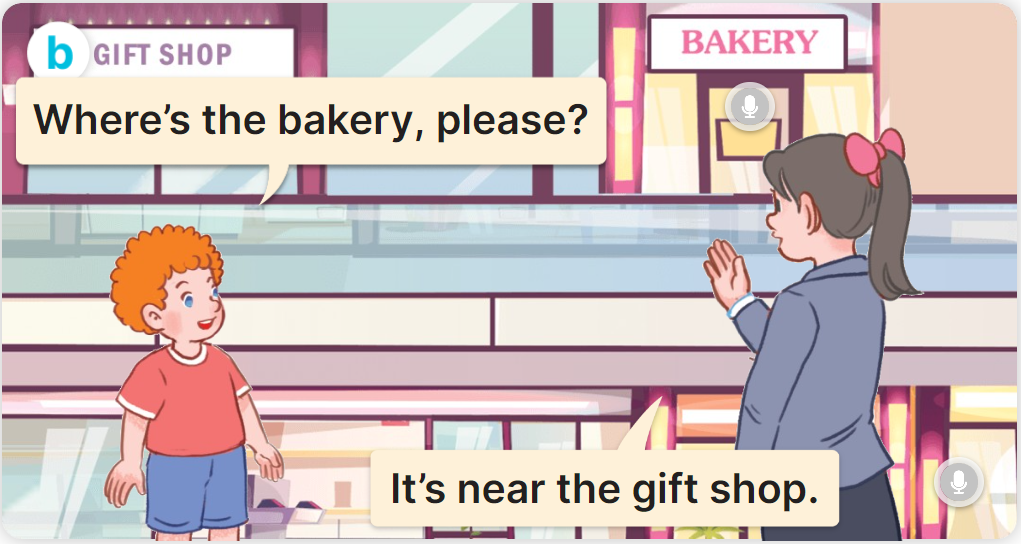 b
GIFT SHOP
BAKERY
Where’s the bakery, please?
It’s near the gift shop.